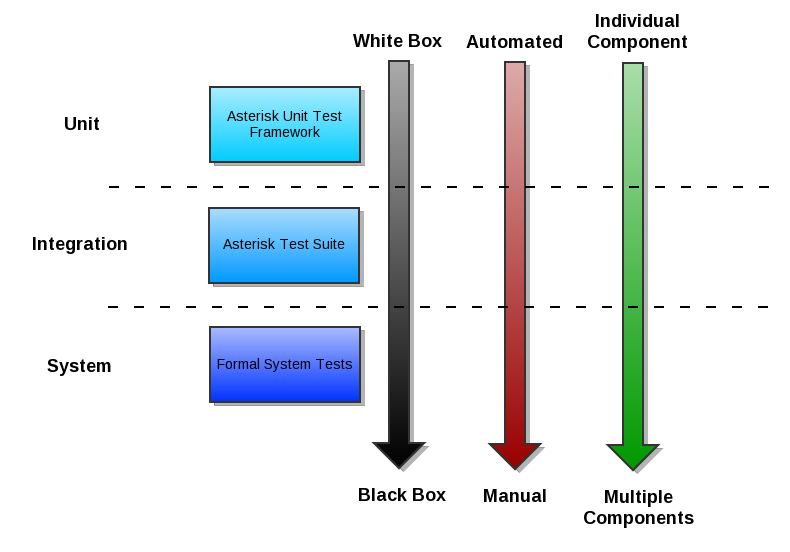 Individual
White Box
Automated
Component
Unit
Asterisk Unit Test
Framework
Integration
Asterisk Test Suite
System
Formal System Tests
Black Box
Manual
Multiple
Components